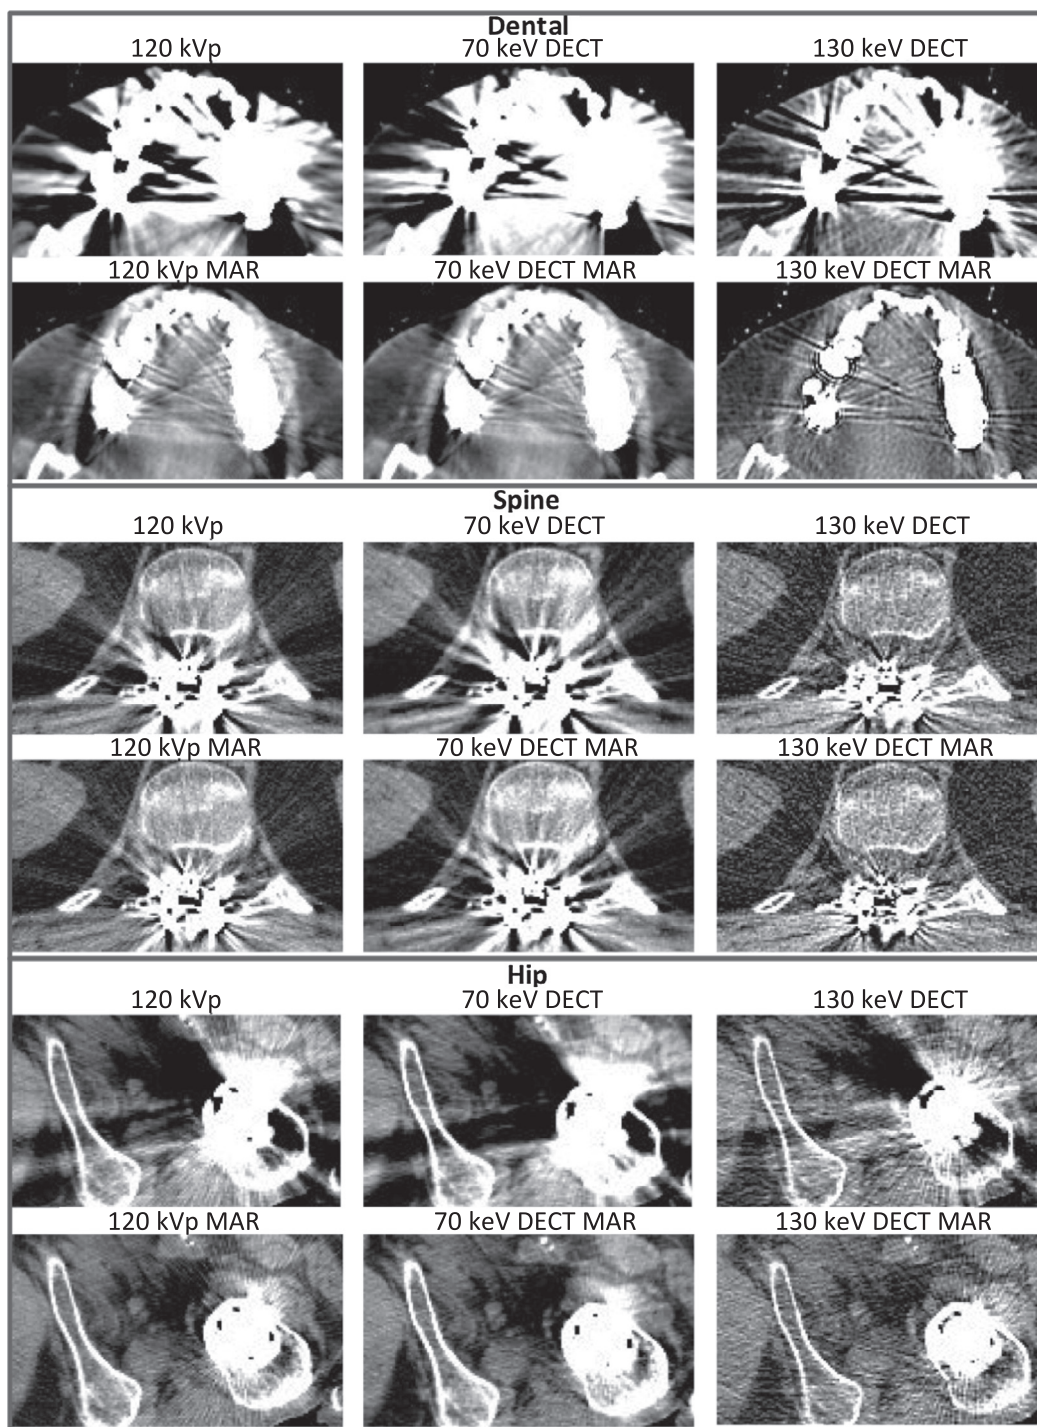 Dental
120 kVp 70 keV DECT 130 keV DECT
120 kVp MAR 70 keV DECT MAR 130 keV DECT MAR
Spine
120 kVp 70 keV DECT 130 keV DECT
120 kVp MAR 70 keV DECT MAR 130 keV DECT MAR
Hip
120 kVp 70 keV DECT 130 keV DECT
120 kVp MAR 70 keV DECT MAR 130 keV DECT MAR